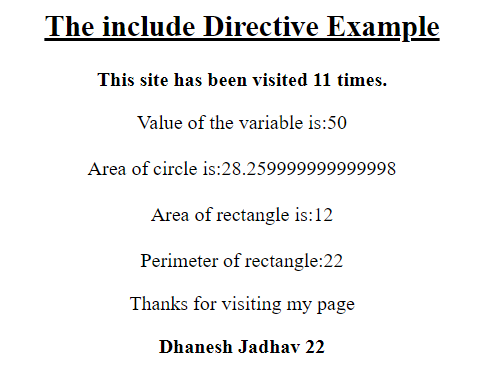 The include Directive Example
This site has been visited 11 times.
Value of the variable is:50
Area of circle is:28.259999999999998
Area of rectangle is:12
Perimeter of rectangle:22
Thanks for visiting my page
Dhanesh Jadhav 22